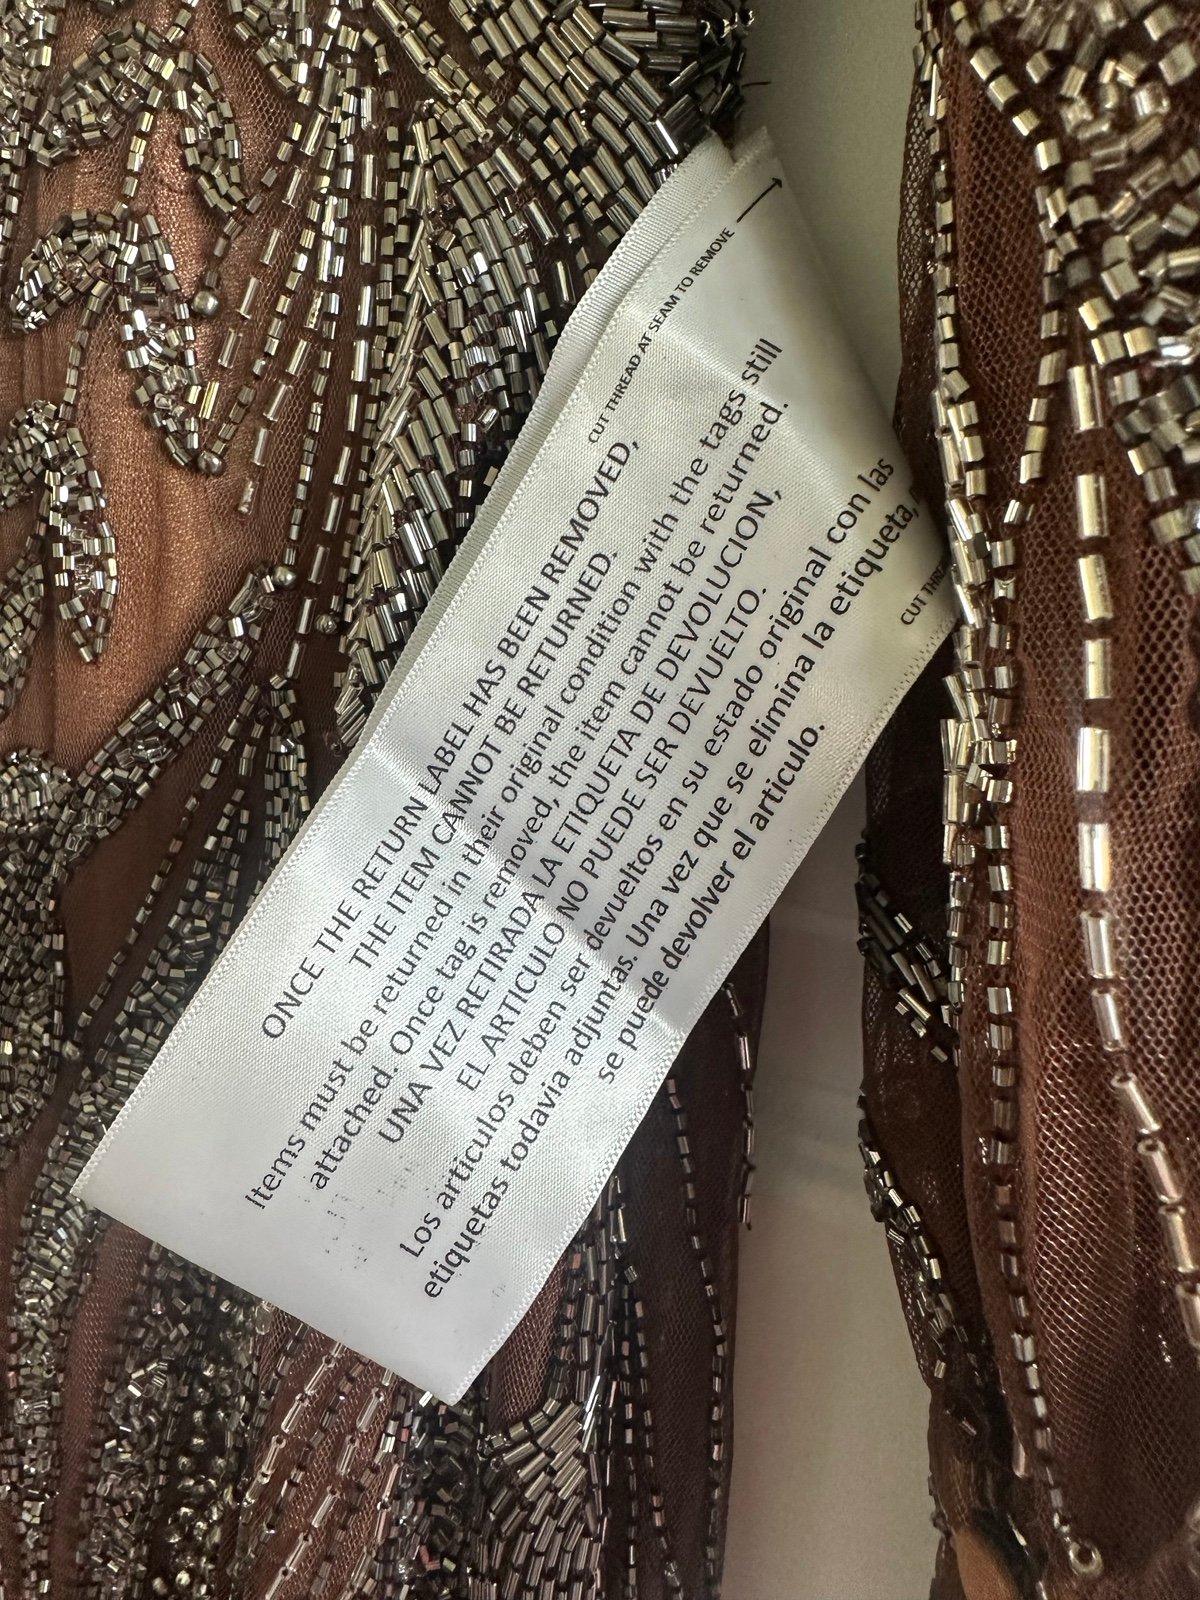 CUT THREAD AT SEAM TO REMOVE →
ONCE THE RETURN LABEL HAS BEEN REMOVED,
THE ITEM CANNOT BE RETURNED.
Items must be returned in their original condition with the tags still
attached. Once tag is removed, the item cannot be returned.
UNA VEZ RETIRADA LA ETIQUETA DE DEVOLUCION,
EL ARTICULO NO PUEDE SER DEVUELTO.
Los articulos deben ser devueltos en su estado original con las
etiquetas todavia adjuntas. Una vez que se elimina la etiqueta,
se puede devolver el articulo.
CUT